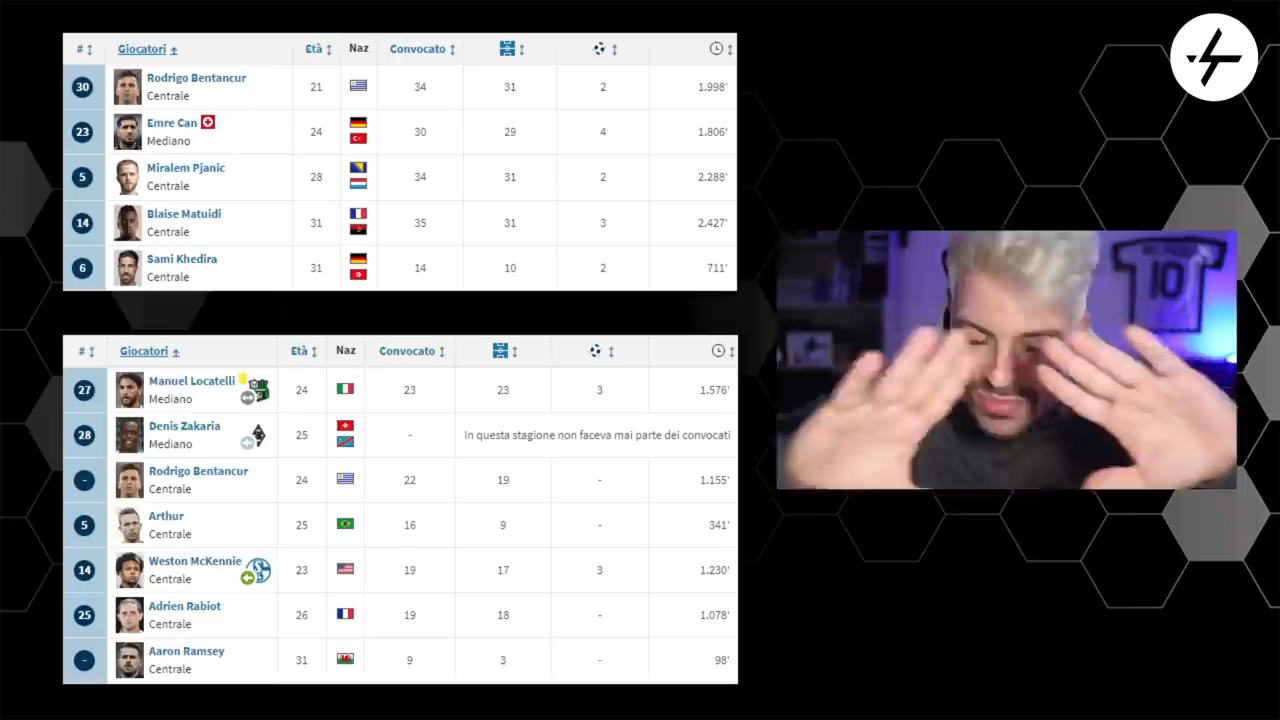 # Giocatori Età Naz Convocato
30 Rodrigo Bentancur 21 34 31 2 1.998'
Centrale
23 Emre Can 24 30 29 4 1.806'
Mediano
5 Miralem Pjanic 28 34 31 2 2.288'
Centrale
14 Blaise Matuidi 31 35 31 3 2.427'
Centrale
6 Sami Khedira 31 14 10 2 711'
Centrale
# Giocatori Età Naz Convocato
27 Manuel Locatelli 24 23 23 3 1.576'
Mediano
28 Denis Zakaria 25 - In questa stagione non faceva mai parte dei convocati
Mediano
- Rodrigo Bentancur 24 22 19 - 1.155'
Centrale
5 Arthur 25 16 9 - 341'
Centrale
14 Weston McKennie 23 19 17 3 1.230'
Centrale
25 Adrien Rabiot 26 19 18 - 1.078'
Centrale
- Aaron Ramsey 31 9 3 - 98'
Centrale
10